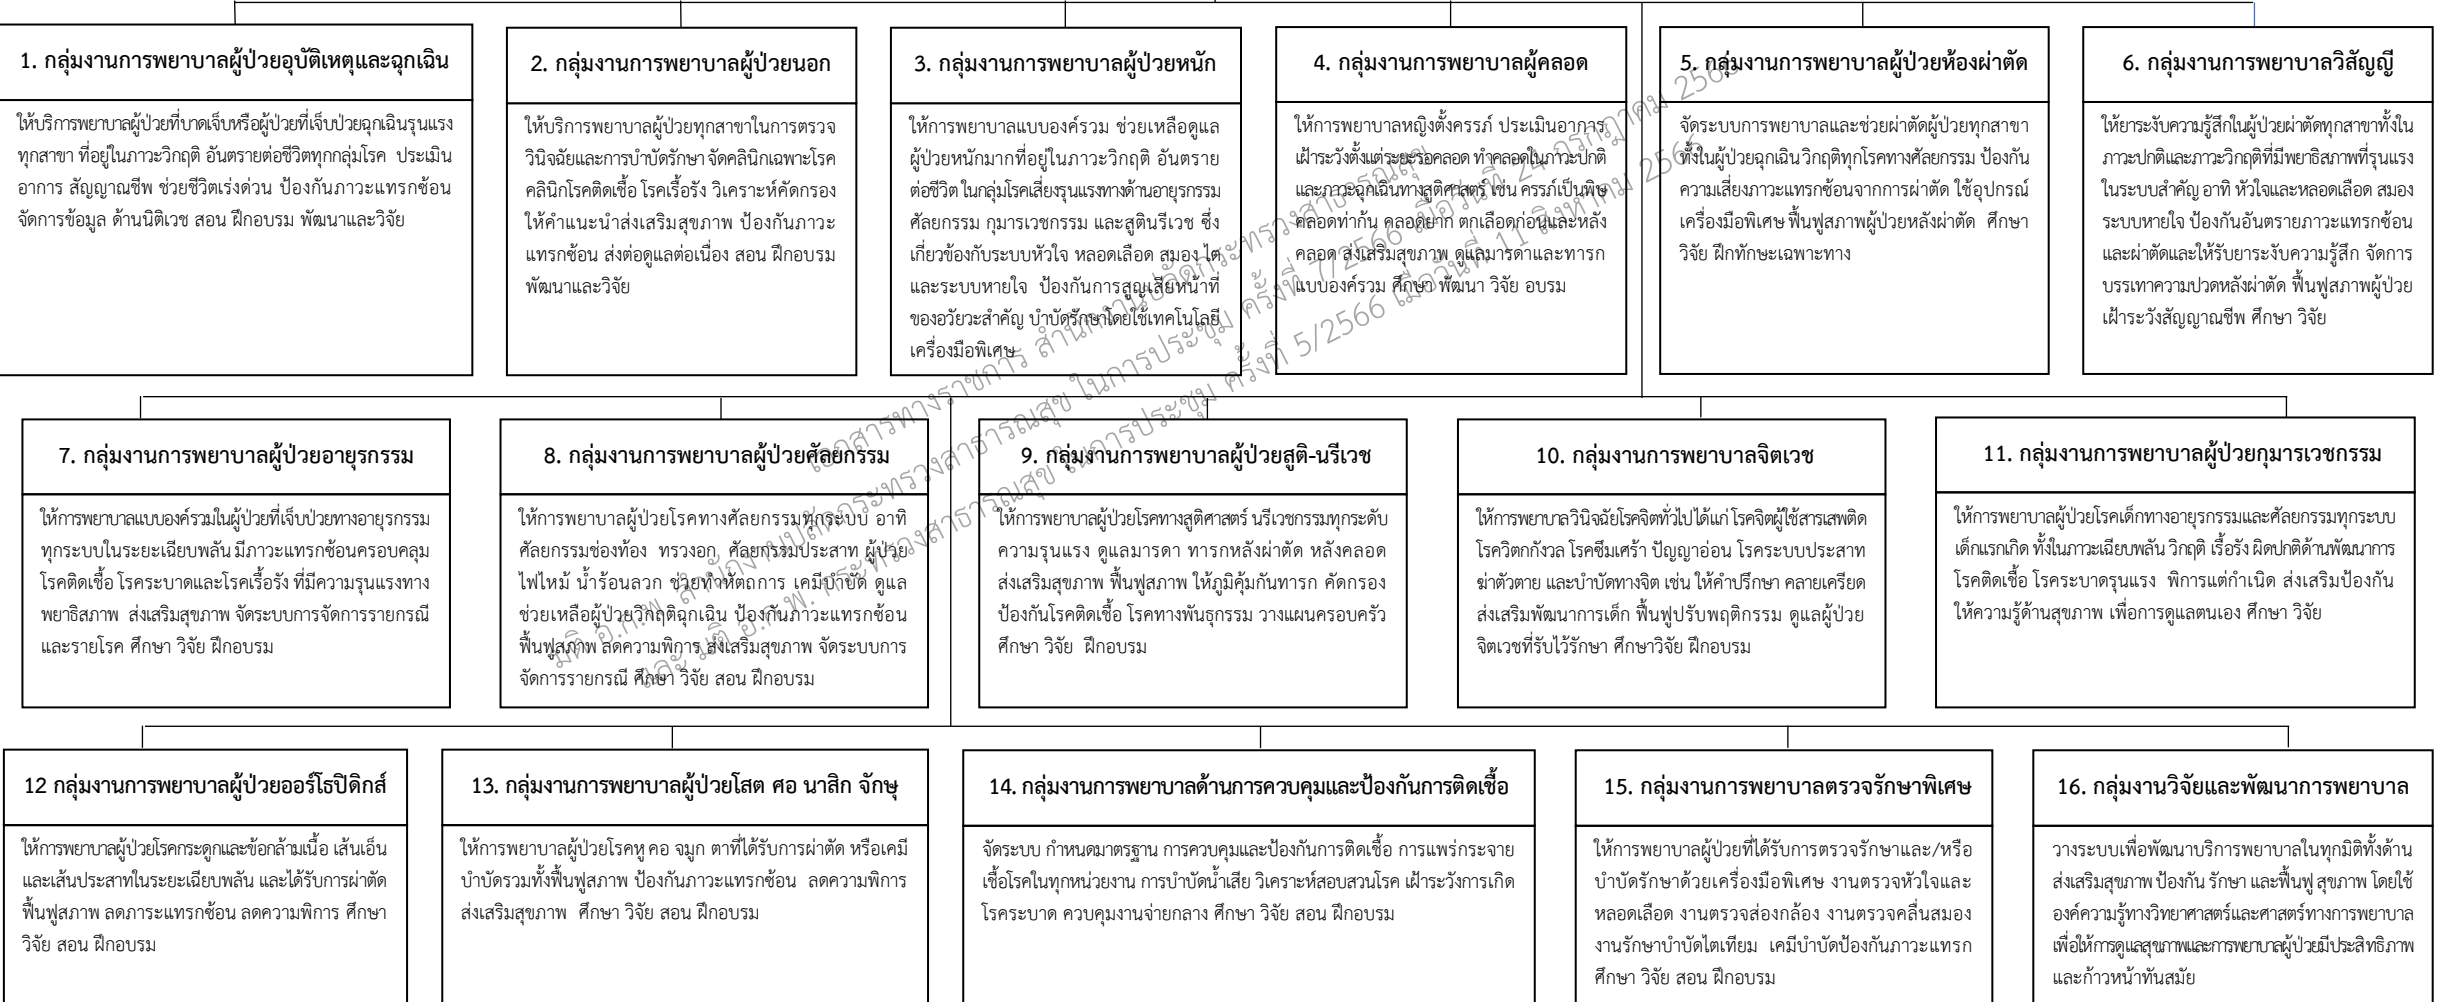 1. กลุ่มงานการพยาบาลผู้ป่วยอุบัติเหตุและฉุกเฉิน
ให้บริการพยาบาลผู้ป่วยที่บาดเจ็บหรือผู้ป่วยที่เจ็บป่วยฉุกเฉินรุนแรง
ทุกสาขา ที่อยู่ในภาวะวิกฤติ อันตรายต่อชีวิตทุกกลุ่มโรค ประเมิน
อาการ สัญญาณชีพ ช่วยชีวิตเร่งด่วน ป้องกันภาวะแทรกซ้อน
จัดการข้อมูล ด้านนิติเวช สอน ฝึกอบรม พัฒนาและวิจัย
2. กลุ่มงานการพยาบาลผู้ป่วยนอก
ให้บริการพยาบาลผู้ป่วยทุกสาขาในการตรวจ
วินิจฉัยและการบำบัดรักษา จัดคลินิกเฉพาะโรค
คลินิกโรคติดเชื้อ โรคเรื้อรัง วิเคราะห์คัดกรอง
ให้คำแนะนำส่งเสริมสุขภาพ ป้องกันภาวะ
แทรกซ้อน ส่งต่อดูแลต่อเนื่อง สอน ฝึกอบรม
พัฒนาและวิจัย
3. กลุ่มงานการพยาบาลผู้ป่วยหนัก
ให้การพยาบาลแบบองค์รวม ช่วยเหลือดูแล
ผู้ป่วยหนักมากที่อยู่ในภาวะวิกฤติ อันตราย
ต่อชีวิต ในกลุ่มโรคเสี่ยงรุนแรงทางด้านอายุรกรรม
ศัลยกรรม กุมารเวชกรรม และสูตินรีเวช ซึ่ง
เกี่ยวข้องกับระบบหัวใจ หลอดเลือด สมอง ไต
และระบบหายใจ ป้องกันการสูญเสียหน้าที่
ของอวัยวะสำคัญ บำบัดรักษาโดยใช้เทคโนโลยี
เครื่องมือพิเศษ
4. กลุ่มงานการพยาบาลผู้คลอด
ให้การพยาบาลหญิงตั้งครรภ์ ประเมินอาการ
เฝ้าระวังตั้งแต่ระยะรอคลอด ทำคลอดในภาวะปกติ
และภาวะฉุกเฉินทางสูติศาสตร์ เช่น ครรภ์เป็นพิษ
คลอดท่าก้น คลอดยาก ตกเลือดก่อนและหลัง
คลอด ส่งเสริมสุขภาพ ดูแลมารดาและทารก
แบบองค์รวม ศึกษา พัฒนา วิจัย อบรม
5. กลุ่มงานการพยาบาลผู้ป่วยห้องผ่าตัด
จัดระบบการพยาบาลและช่วยผ่าตัดผู้ป่วยทุกสาขา
ทั้งในผู้ป่วยฉุกเฉิน วิกฤติทุกโรคทางศัลยกรรม ป้องกัน
ความเสี่ยงภาวะแทรกซ้อนจากการผ่าตัด ใช้อุปกรณ์
เครื่องมือพิเศษ ฟื้นฟูสภาพผู้ป่วยหลังผ่าตัด ศึกษา
วิจัย ฝึกทักษะเฉพาะทาง
6. กลุ่มงานการพยาบาลวิสัญญี
ให้ยาระงับความรู้สึกในผู้ป่วยผ่าตัดทุกสาขาทั้งใน
ภาวะปกติและภาวะวิกฤติที่มีพยาธิสภาพที่รุนแรง
ในระบบสำคัญ อาทิ หัวใจและหลอดเลือด สมอง
ระบบหายใจ ป้องกันอันตรายภาวะแทรกซ้อน
และผ่าตัดและให้รับยาระงับความรู้สึก จัดการ
บรรเทาความปวดหลังผ่าตัด ฟื้นฟูสภาพผู้ป่วย
เฝ้าระวังสัญญาณชีพ ศึกษา วิจัย
7. กลุ่มงานการพยาบาลผู้ป่วยอายุรกรรม
ให้การพยาบาลแบบองค์รวมในผู้ป่วยที่เจ็บป่วยทางอายุรกรรม
ทุกระบบในระยะเฉียบพลัน มีภาวะแทรกซ้อนครอบคลุม
โรคติดเชื้อ โรคระบาดและโรคเรื้อรัง ที่มีความรุนแรงทาง
พยาธิสภาพ ส่งเสริมสุขภาพ จัดระบบการจัดการรายกรณี
และรายโรค ศึกษา วิจัย ฝึกอบรม
8. กลุ่มงานการพยาบาลผู้ป่วยศัลยกรรม
ให้การพยาบาลผู้ป่วยโรคทางศัลยกรรมทุกระบบ อาทิ
ศัลยกรรมช่องท้อง ทรวงอก ศัลยกรรมประสาท ผู้ป่วย
ไฟไหม้ น้ำร้อนลวก ช่วยทำหัตถการ เคมีบำบัด ดูแล
ช่วยเหลือผู้ป่วยวิกฤติฉุกเฉิน ป้องกันภาวะแทรกซ้อน
ฟื้นฟูสภาพ ลดความพิการ ส่งเสริมสุขภาพ จัดระบบการ
จัดการรายกรณี ศึกษา วิจัย สอน ฝึกอบรม
9. กลุ่มงานการพยาบาลผู้ป่วยสูติ-นรีเวช
ให้การพยาบาลผู้ป่วยโรคทางสูติศาสตร์ นรีเวชกรรมทุกระดับ
ความรุนแรง ดูแลมารดา ทารกหลังผ่าตัด หลังคลอด
ส่งเสริมสุขภาพ ฟื้นฟูสภาพ ให้ภูมิคุ้มกันทารก คัดกรอง
ป้องกันโรคติดเชื้อ โรคทางพันธุกรรม วางแผนครอบครัว
ศึกษา วิจัย ฝึกอบรม
10. กลุ่มงานการพยาบาลจิตเวช
ให้การพยาบาลวินิจฉัยโรคจิตทั่วไปได้แก่ โรคจิตผู้ใช้สารเสพติด
โรควิตกกังวล โรคซึมเศร้า ปัญญาอ่อน โรคระบบประสาท
ฆ่าตัวตาย และบำบัดทางจิต เช่น ให้คำปรึกษา คลายเครียด
ส่งเสริมพัฒนาการเด็ก ฟื้นฟูปรับพฤติกรรม ดูแลผู้ป่วย
จิตเวชที่รับไว้รักษา ศึกษาวิจัย ฝึกอบรม
11. กลุ่มงานการพยาบาลผู้ป่วยกุมารเวชกรรม
ให้การพยาบาลผู้ป่วยโรคเด็กทางอายุรกรรมและศัลยกรรมทุกระบบ
เด็กแรกเกิด ทั้งในภาวะเฉียบพลัน วิกฤติ เรื้อรัง ผิดปกติด้านพัฒนาการ
โรคติดเชื้อ โรคระบาดรุนแรง พิการแต่กำเนิด ส่งเสริมป้องกัน
ให้ความรู้ด้านสุขภาพ เพื่อการดูแลตนเอง ศึกษา วิจัย
12 กลุ่มงานการพยาบาลผู้ป่วยออร์โธปิดิกส์
ให้การพยาบาลผู้ป่วยโรคกระดูกและข้อกล้ามเนื้อ เส้นเอ็น
และเส้นประสาทในระยะเฉียบพลัน และได้รับการผ่าตัด
ฟื้นฟูสภาพ ลดภาระแทรกซ้อน ลดความพิการ ศึกษา
วิจัย สอน ฝึกอบรม
13. กลุ่มงานการพยาบาลผู้ป่วยโสต ศอ นาสิก จักษุ
ให้การพยาบาลผู้ป่วยโรคหู คอ จมูก ตาที่ได้รับการผ่าตัด หรือเคมี
บำบัดรวมทั้งฟื้นฟูสภาพ ป้องกันภาวะแทรกซ้อน ลดความพิการ
ส่งเสริมสุขภาพ ศึกษา วิจัย สอน ฝึกอบรม
14. กลุ่มงานการพยาบาลด้านการควบคุมและป้องกันการติดเชื้อ
จัดระบบ กำหนดมาตรฐาน การควบคุมและป้องกันการติดเชื้อ การแพร่กระจาย
เชื้อโรคในทุกหน่วยงาน การบำบัดน้ำเสีย วิเคราะห์สอบสวนโรค เฝ้าระวังการเกิด
โรคระบาด ควบคุมงานจ่ายกลาง ศึกษา วิจัย สอน ฝึกอบรม
15. กลุ่มงานการพยาบาลตรวจรักษาพิเศษ
ให้การพยาบาลผู้ป่วยที่ได้รับการตรวจรักษาและ/หรือ
บำบัดรักษาด้วยเครื่องมือพิเศษ งานตรวจหัวใจและ
หลอดเลือด งานตรวจส่องกล้อง งานตรวจคลื่นสมอง
งานรักษาบำบัดไตเทียม เคมีบำบัดป้องกันภาวะแทรก
ศึกษา วิจัย สอน ฝึกอบรม
16. กลุ่มงานวิจัยและพัฒนาการพยาบาล
วางระบบเพื่อพัฒนาบริการพยาบาลในทุกมิติทั้งด้าน
ส่งเสริมสุขภาพ ป้องกัน รักษา และฟื้นฟู สุขภาพ โดยใช้
องค์ความรู้ทางวิทยาศาสตร์และศาสตร์ทางการพยาบาล
เพื่อให้การดูแลสุขภาพและการพยาบาลผู้ป่วยมีประสิทธิภาพ
และก้าวหน้าทันสมัย
เอกสารทางราชการ สำนักงานปลัดกระทรวงสาธารณสุข
มติ อ.ก.พ. สำนักงานปลัดกระทรวงสาธารณสุข ในการประชุม ครั้งที่ 7/2566 เมื่อวันที่ 24 กรกฎาคม 2566
และ มติ อ.ก.พ. กระทรวงสาธารณสุข ในการประชุม ครั้งที่ 5/2566 เมื่อวันที่ 11 สิงหาคม 2566